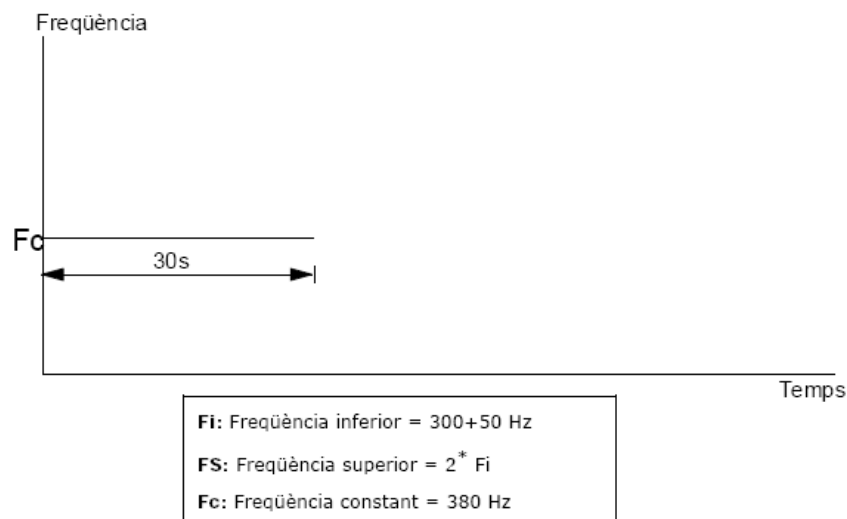 Freqüència
Fc
30s
Temps
Fi: Freqüència inferior = 300+50 Hz
FS: Freqüència superior = 2* Fi
Fc: Freqüència constant = 380 Hz